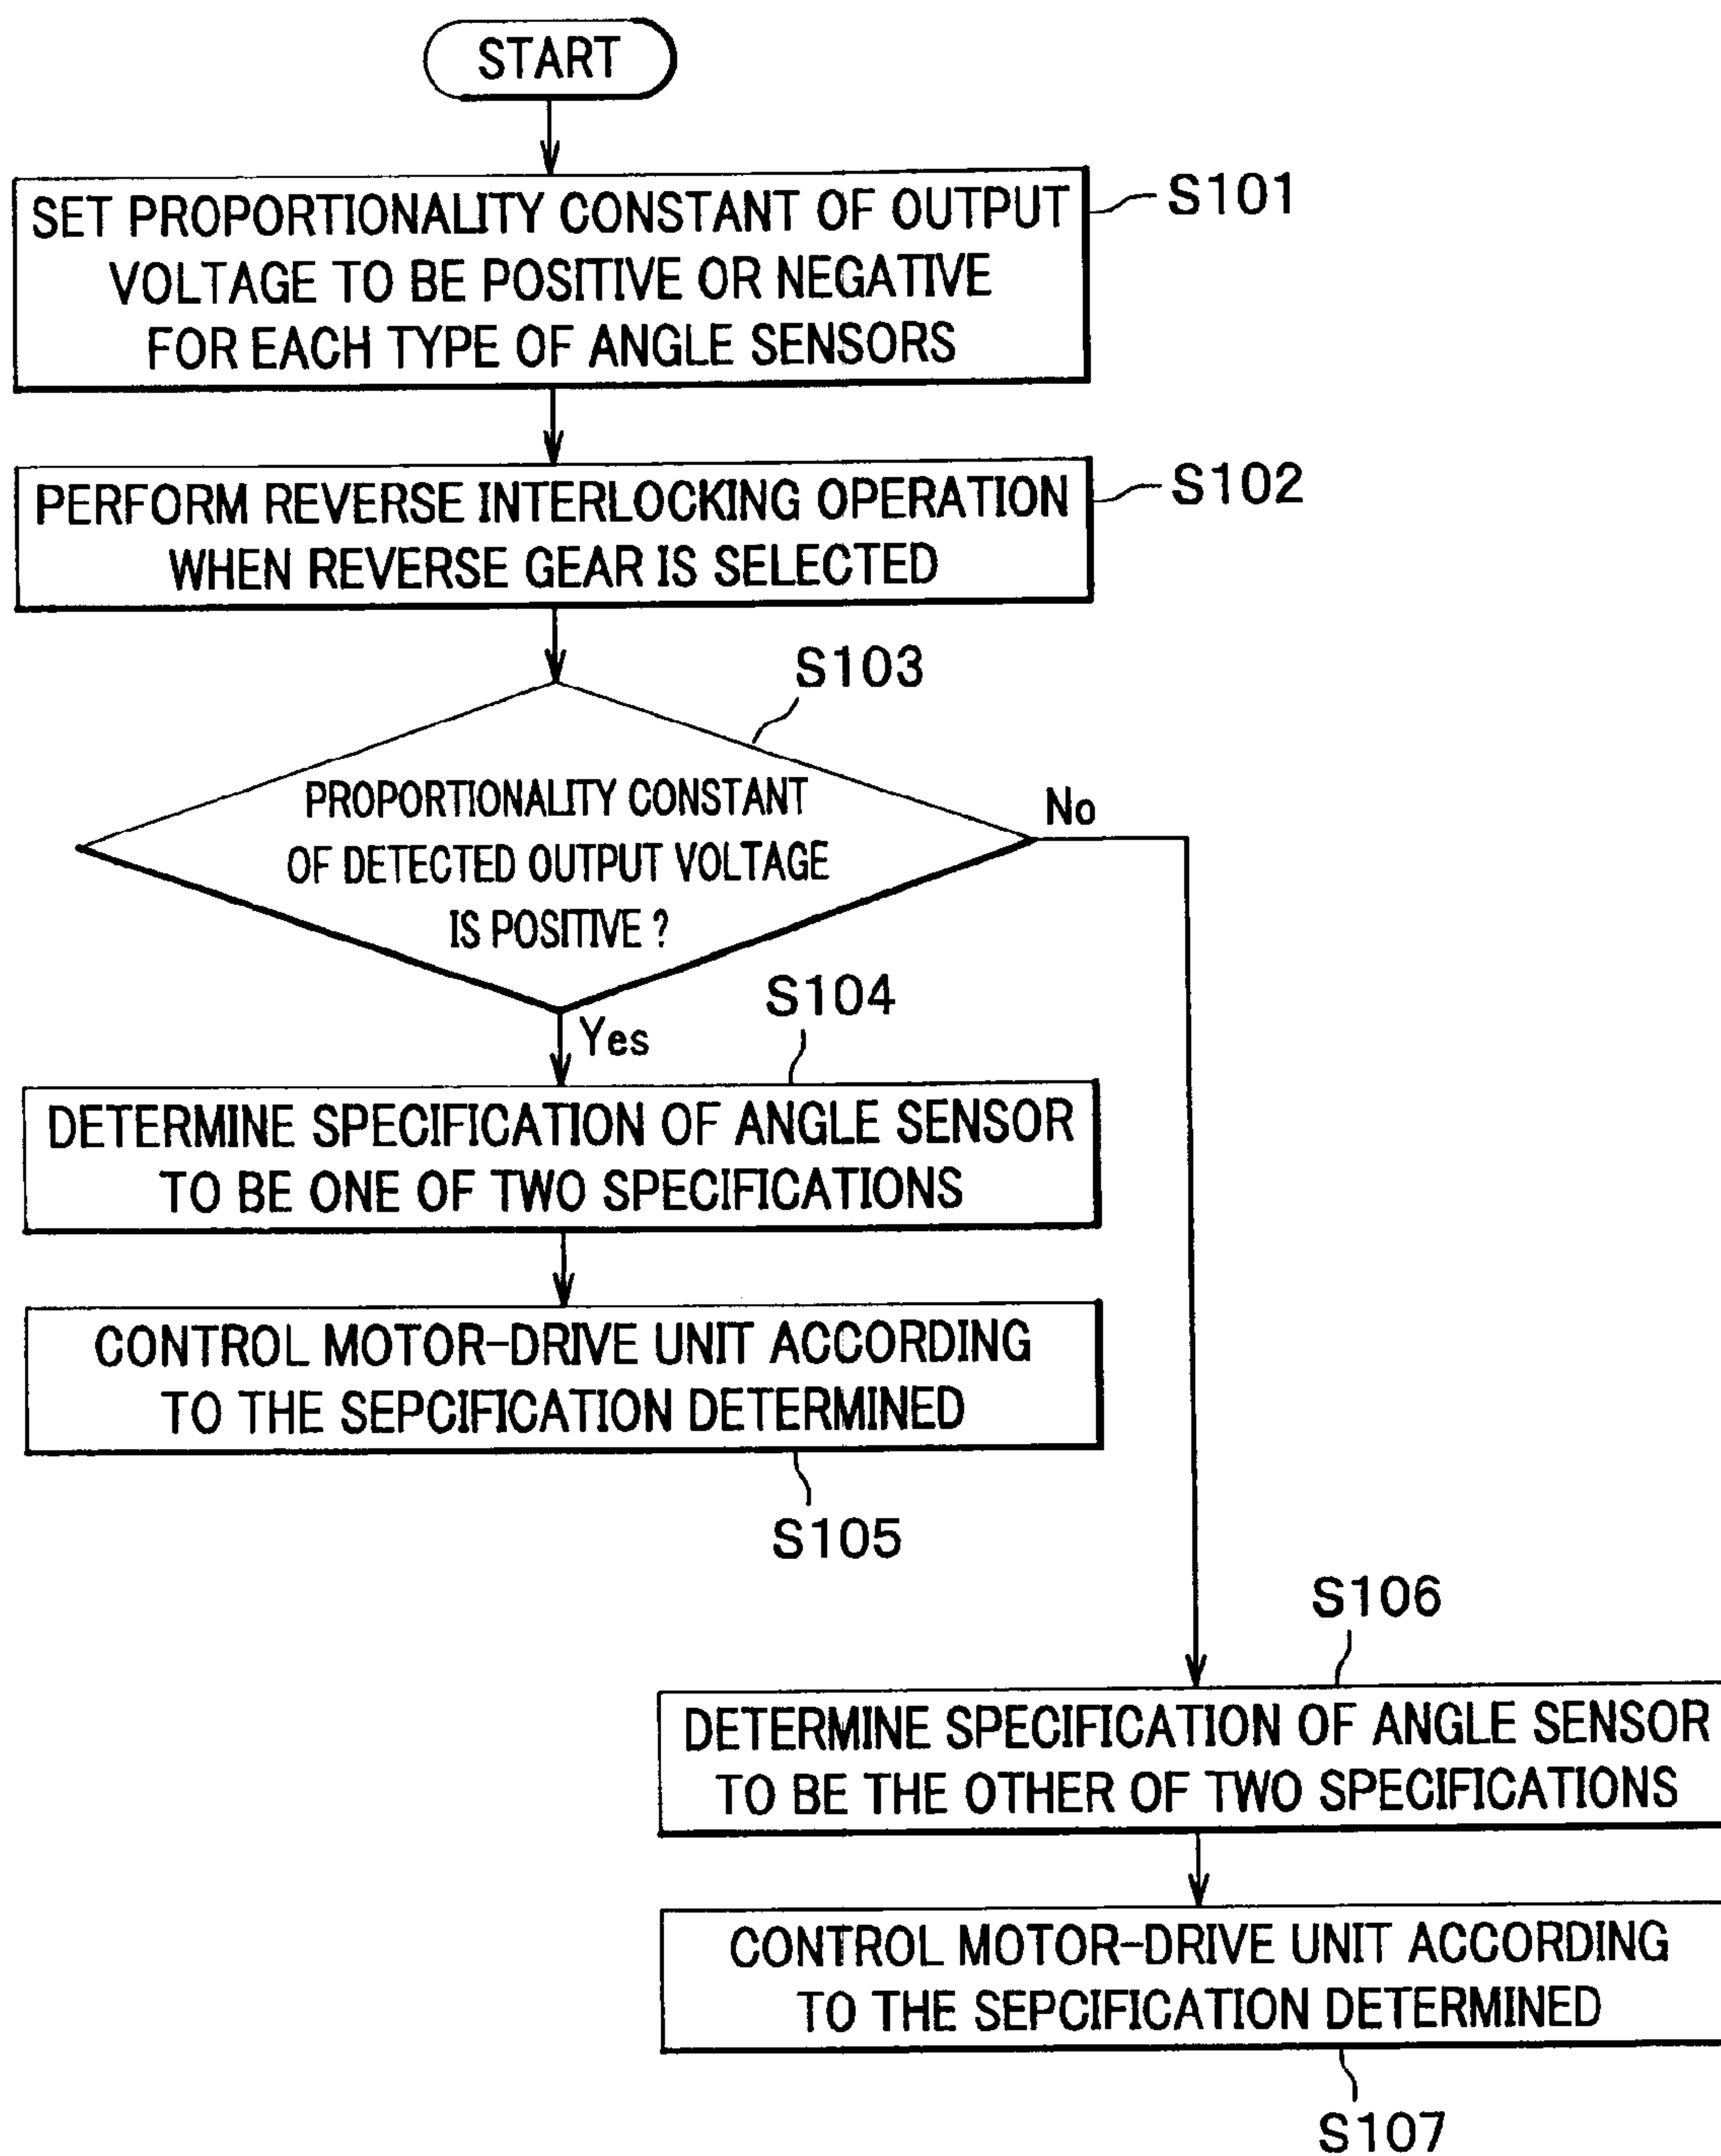 START
SET PROPORTIONALITY CONSTANT OF OUTPUT
VOLTAGE TO BE POSITIVE OR NEGATIVE
FOR EACH TYPE OF ANGLE SENSORS
S101
PERFORM REVERSE INTERLOCKING OPERATION
WHEN REVERSE GEAR IS SELECTED
S102
S103
PROPORTIONALITY CONSTANT
OF DETECTED OUTPUT VOLTAGE
IS POSITIVE ?
No
Yes
S104
DETERMINE SPECIFICATION OF ANGLE SENSOR
TO BE ONE OF TWO SPECIFICATIONS
CONTROL MOTOR-DRIVE UNIT ACCORDING
TO THE SEPCIFICATION DETERMINED
S105
S106
DETERMINE SPECIFICATION OF ANGLE SENSOR
TO BE THE OTHER OF TWO SPECIFICATIONS
CONTROL MOTOR-DRIVE UNIT ACCORDING
TO THE SEPCIFICATION DETERMINED
S107